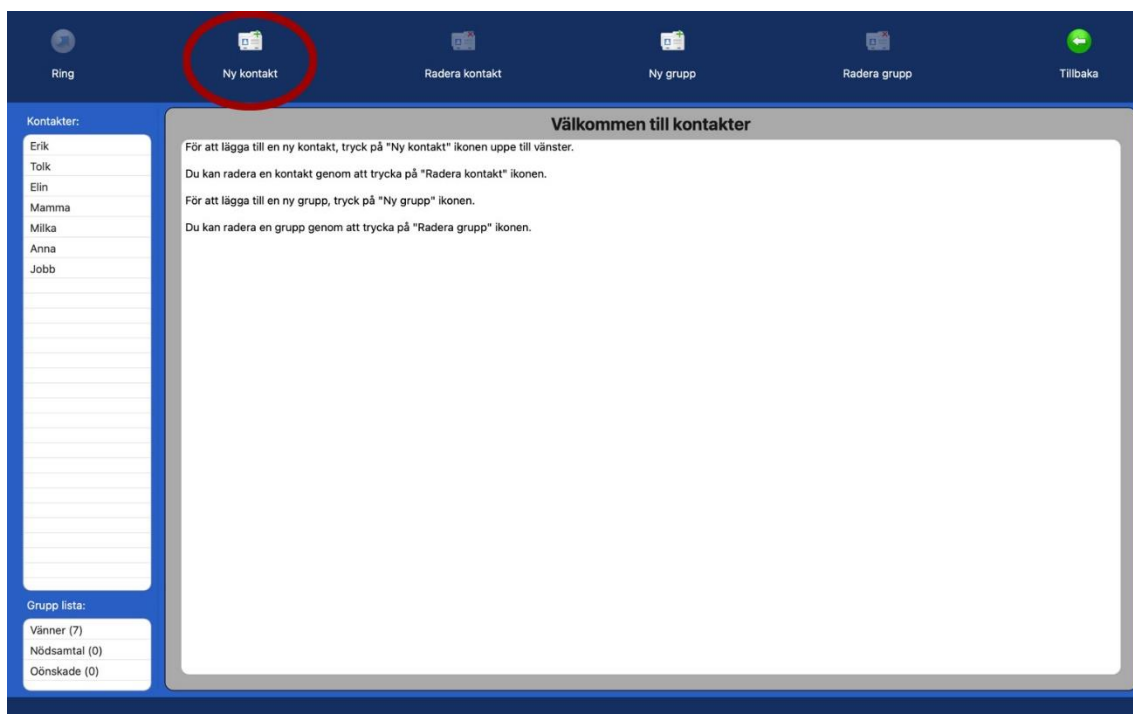 Ring
Ny kontakt
Radera kontakt
Ny grupp
Radera grupp
Tillbaka
Kontakter:
Erik
Tolk
Elin
Mamma
Milka
Anna
Jobb
Grupp lista:
Vänner (7)
Nödsamtal (0)
Oönskade (0)
Välkommen till kontakter
För att lägga till en ny kontakt, tryck på "Ny kontakt" ikonen uppe till vänster.
Du kan radera en kontakt genom att trycka på "Radera kontakt" ikonen.
För att lägga till en ny grupp, tryck på "Ny grupp" ikonen.
Du kan radera en grupp genom att trycka på "Radera grupp" ikonen.